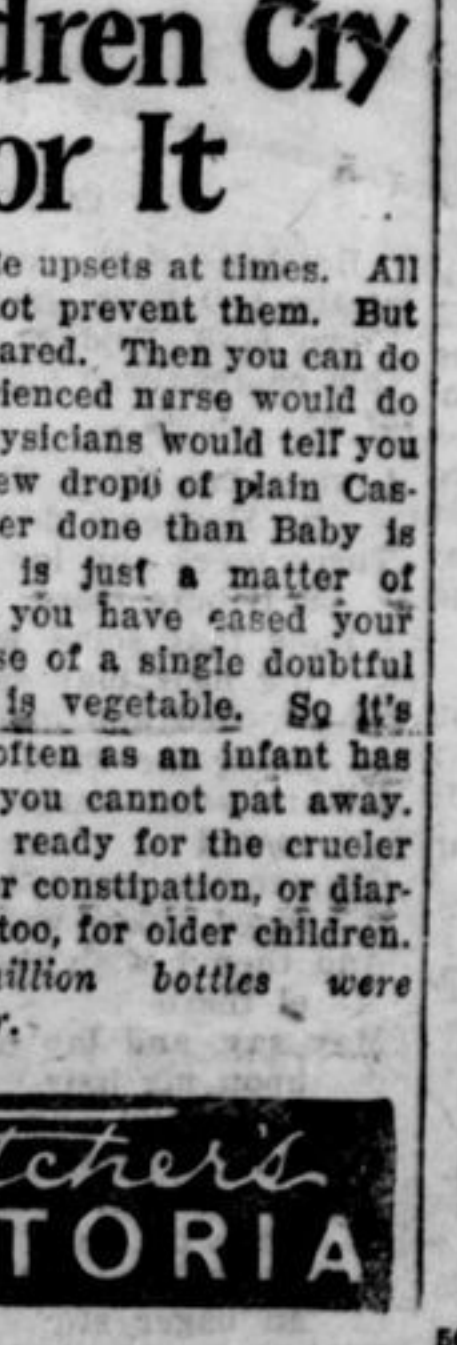 dren Cry
or It
e upsets at times. All
ot prevent them. But
ared. Then you can do
ienced nurse would do
ysicians would tell you
ew drops of plain Cas-
er done than Baby is
is just a matter of
you have eased your
se of a single doubtful
is vegetable. So it's
often as an infant has
you cannot pat away.
ready for the crueler
r constipation, or diar-
too, for older children.
illion bottles were
r.
tcher's
TORIA